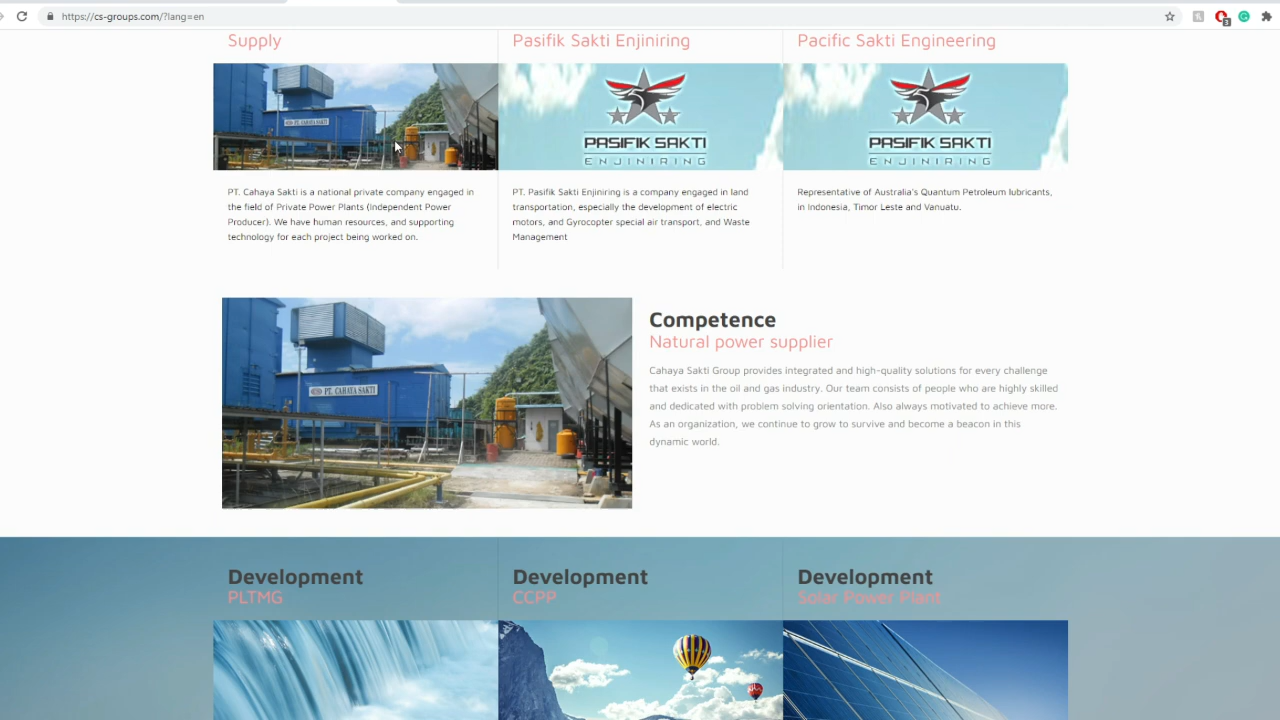 https://cs-groups.com/?lang=en
3
Supply
Pasifik Sakti Enjiniring
Pacific Sakti Engineering
PT. CAHAYA SAKTI
PASIFIK SAKTI
ENJINIRING
PASIFIK SAKTI
ENJINIRING
PT. Cahaya Sakti is a national private company engaged in
the field of Private Power Plants (Independent Power
Producer). We have human resources, and supporting
technology for each project being worked on.
PT. Pasifik Sakti Enjiniring is a company engaged in land
transportation, especially the development of electric
motors, and Gyrocopter special air transport, and Waste
Management
Representative of Australia's Quantum Petroleum lubricants,
in Indonesia, Timor Leste and Vanuatu.
PT. CAHAYA SAKTI
Competence
Natural power supplier
Cahaya Sakti Group provides integrated and high-quality solutions for every challenge
that exists in the oil and gas industry. Our team consists of people who are highly skilled
and dedicated with problem solving orientation. Also always motivated to achieve more.
As an organization, we continue to grow to survive and become a beacon in this
dynamic world.
Development
PLTMG
Development
CCPP
Development
Solar Power Plant